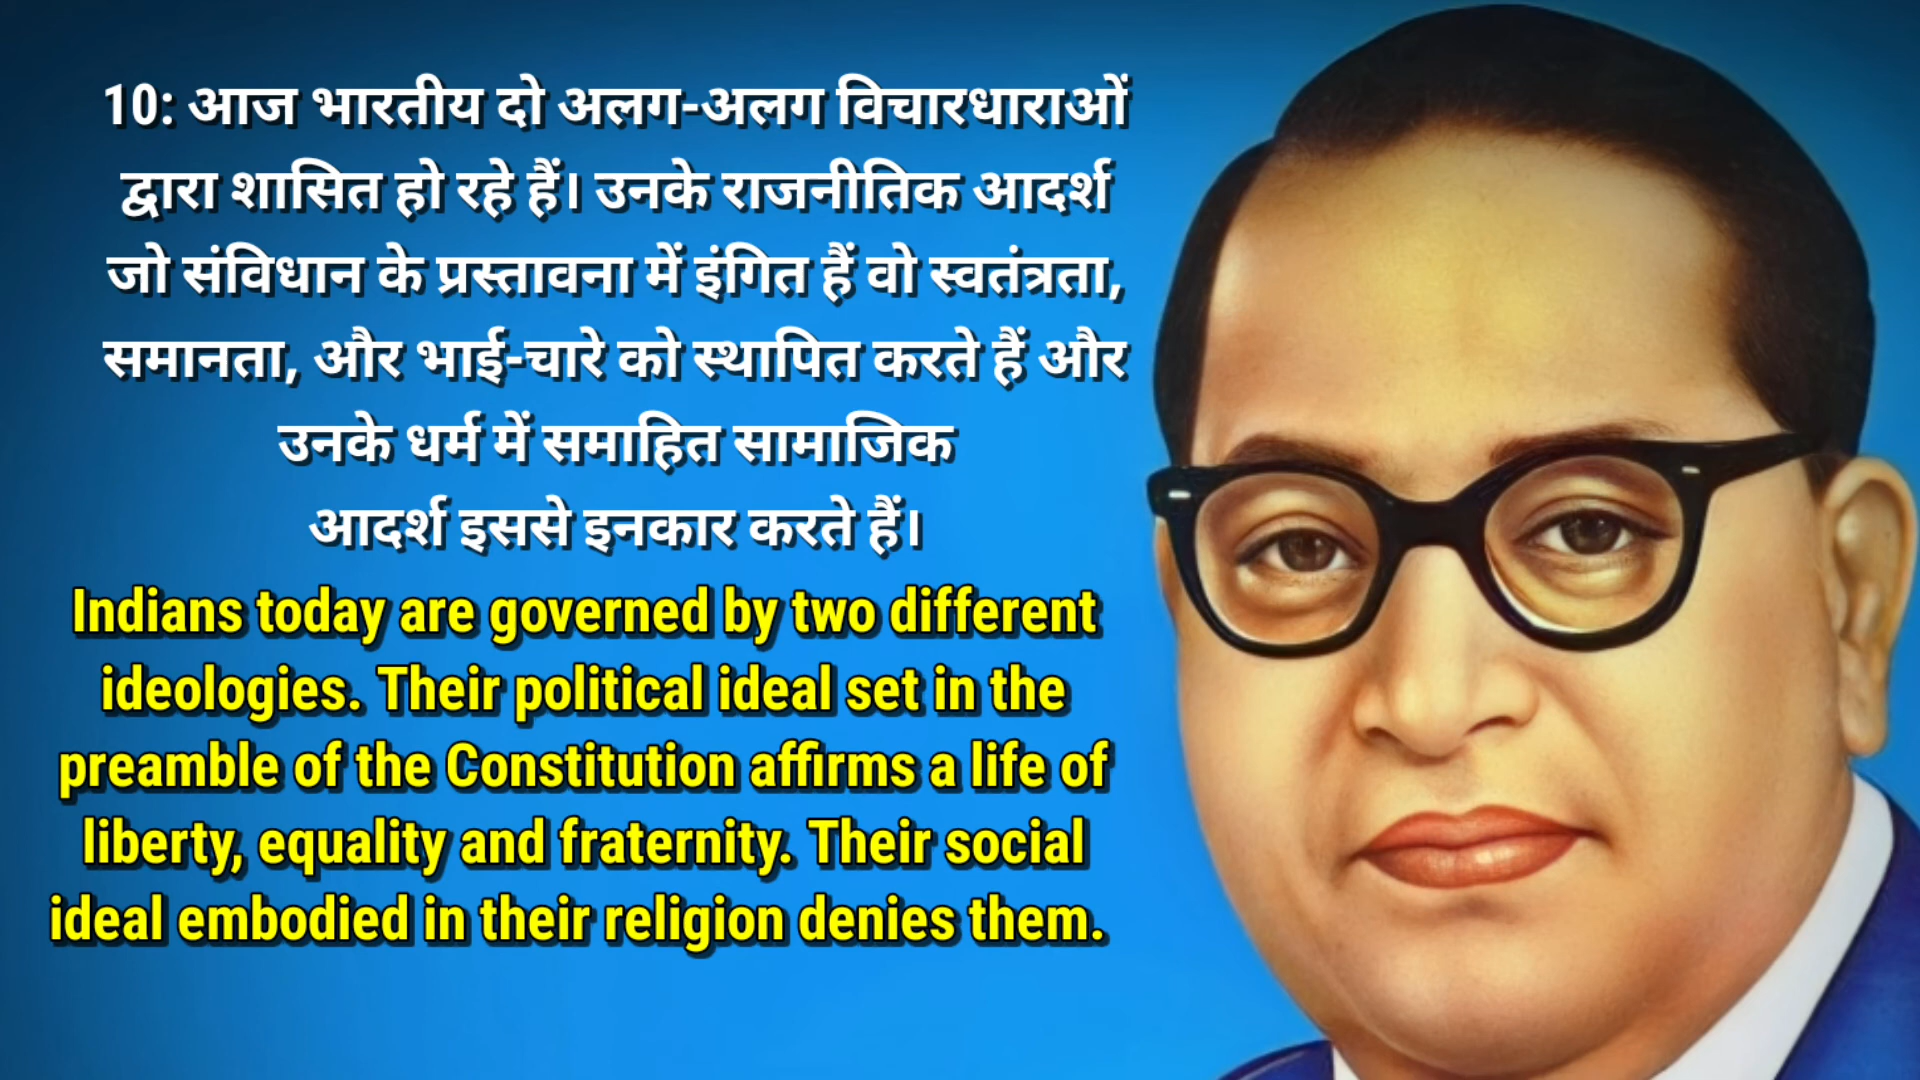 10: आज भारतीय दो अलग-अलग विचारधाराओं
द्वारा शासित हो रहे हैं। उनके राजनीतिक आदर्श
जो संविधान के प्रस्तावना में इंगित हैं वो स्वतंत्रता,
समानता, और भाई-चारे को स्थापित करते हैं और
उनके धर्म में समाहित सामाजिक
आदर्श इससे इनकार करते हैं।
Indians today are governed by two different
ideologies. Their political ideal set in the
preamble of the Constitution affirms a life of
liberty, equality and fraternity. Their social
ideal embodied in their religion denies them.